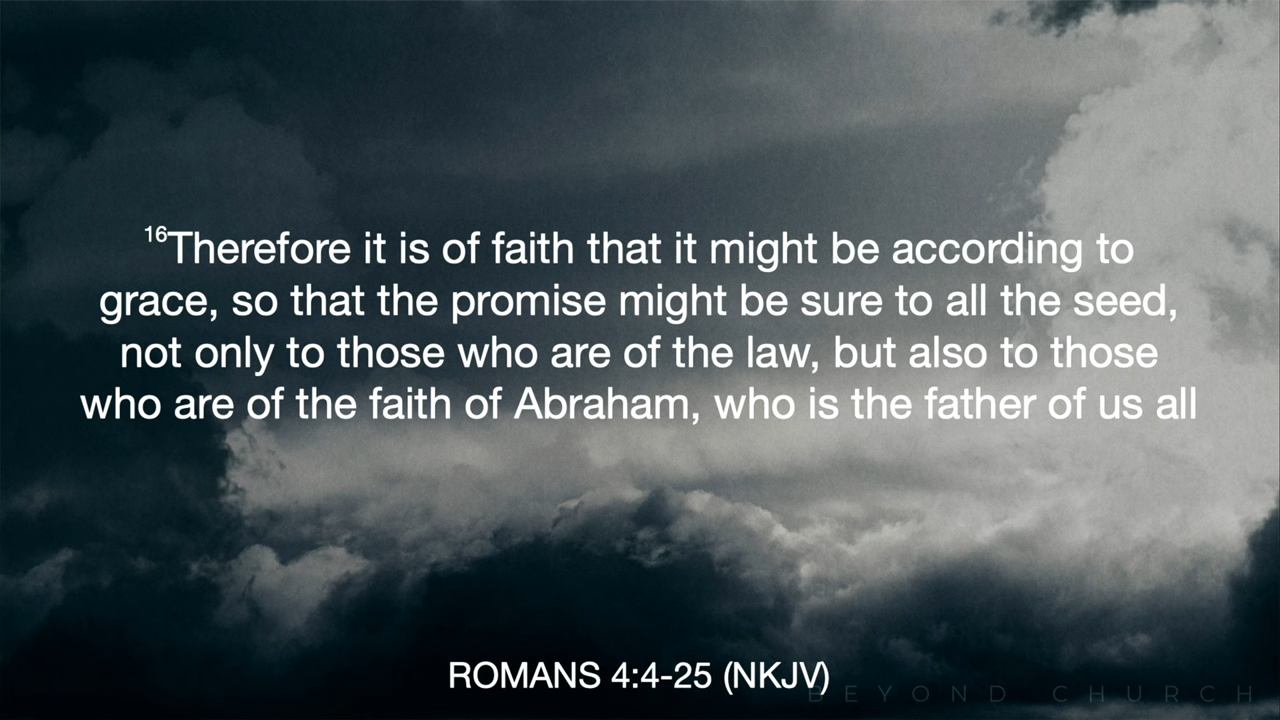 16Therefore it is of faith that it might be according to
grace, so that the promise might be sure to all the seed,
not only to those who are of the law, but also to those
who are of the faith of Abraham, who is the father of us all
ROMANS 4:4-25 (NKJV)
BEYOND CHURCH